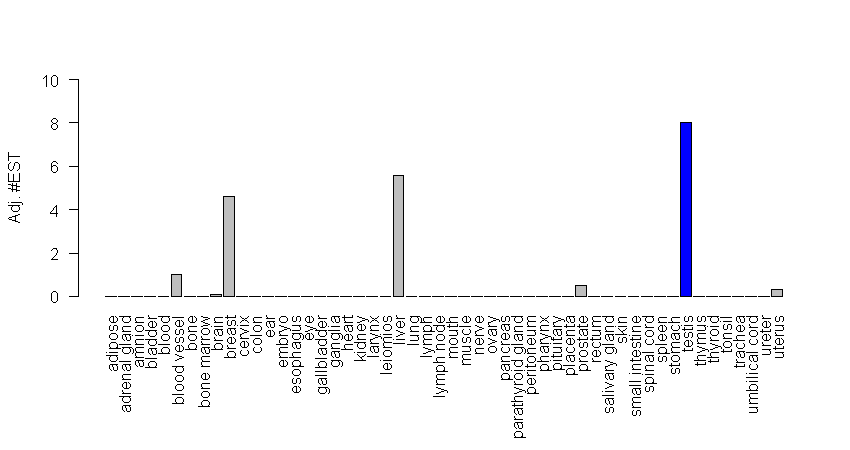 Adj. #EST
10
8
6
4
2
0
adipose
adrenal gland
amnion
bladder
blood
blood vessel
bone
bone marrow
brain
breast
cervix
colon
ear
embryo
esophagus
eye
gallbladder
ganglia
heart
kidney
larynx
leiomios
liver
lung
lymph
lymph node
mouth
muscle
nerve
ovary
pancreas
parathyroid gland
peritoneum
pharynx
pituitary
placenta
prostate
rectum
salivary gland
skin
small intestine
spinal cord
spleen
stomach
testis
thymus
thyroid
tonsil
trachea
umbilical cord
ureter
uterus